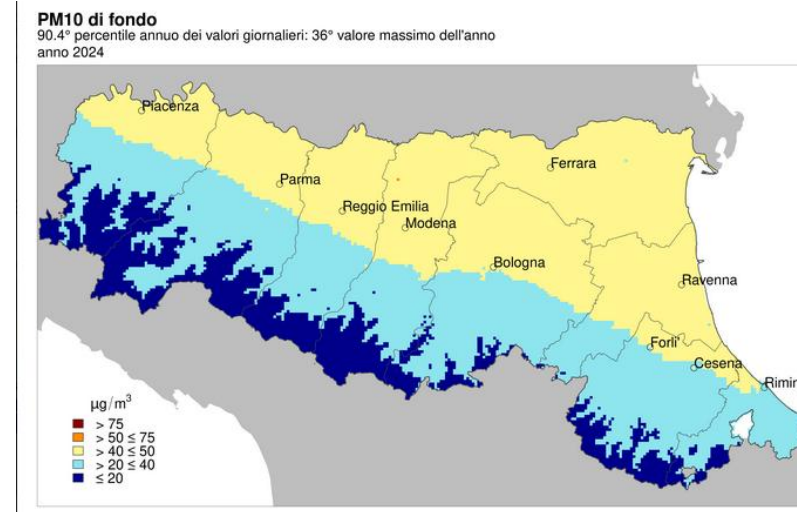 PM10 di fondo
90.4° percentile annuo dei valori giornalieri: 36° valore massimo dell'anno
anno 2024
Piacenza
Parma
Ferrara
Reggio Emilia
Modena
Bologna
Ravenna
Forli'
Cesena
Rimin
µg/m³
> 75
> 50 ≤ 75
> 40 ≤ 50
> 20 ≤ 40
≤ 20